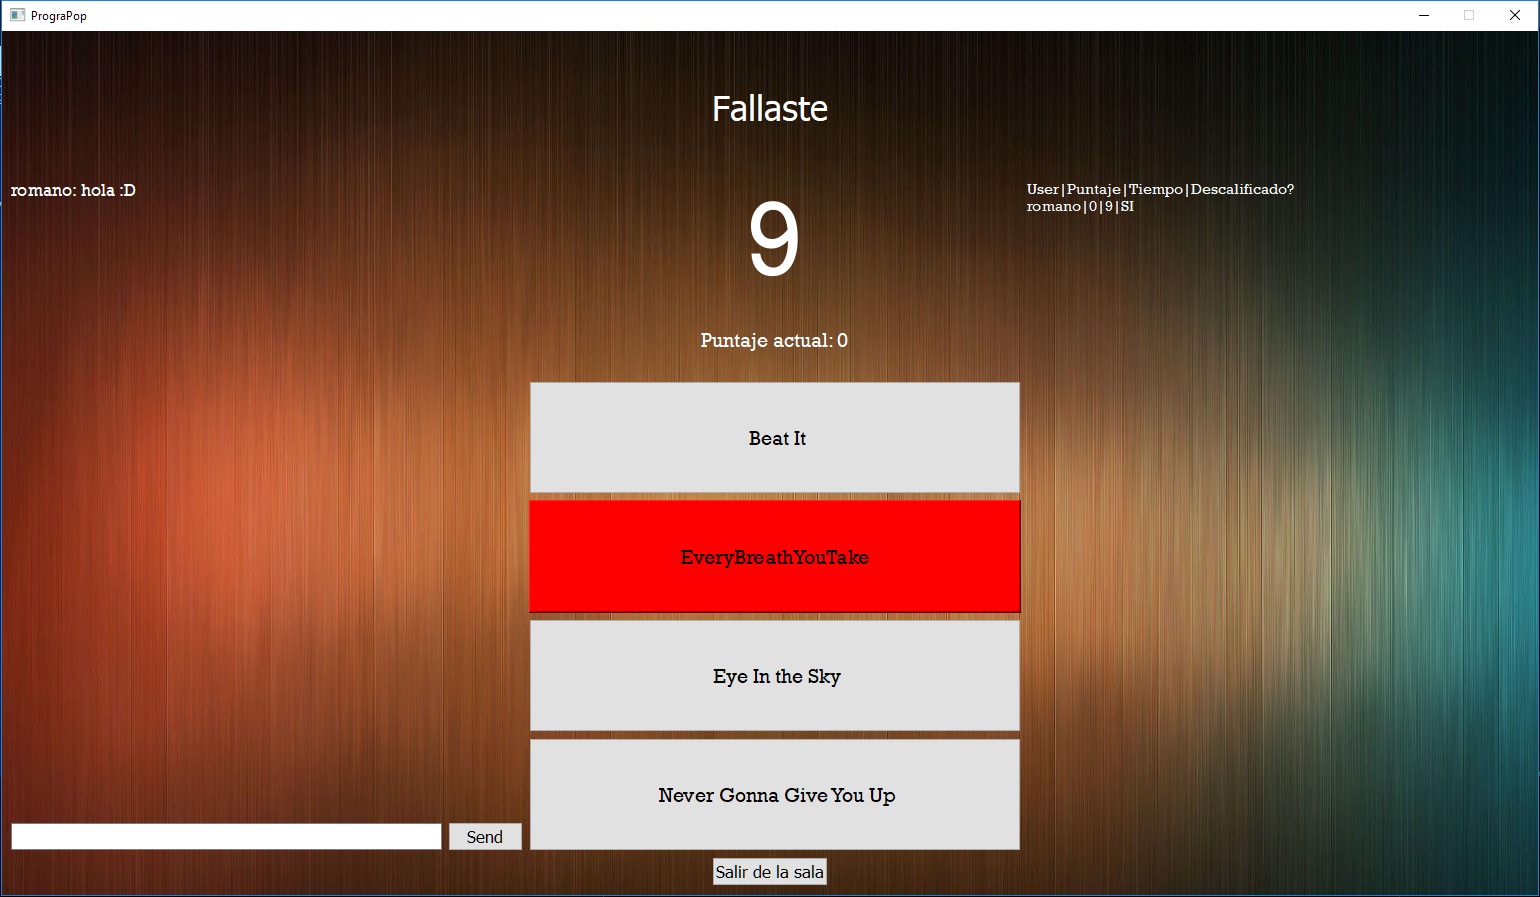 PrograPop
Fallaste
romano: hola :D
9
User|Puntaje|Tiempo|Descalificado?
romano|0|9|SI
Puntaje actual: 0
Beat It
EveryBreathYouTake
Eye In the Sky
Never Gonna Give You Up
Send
Salir de la sala